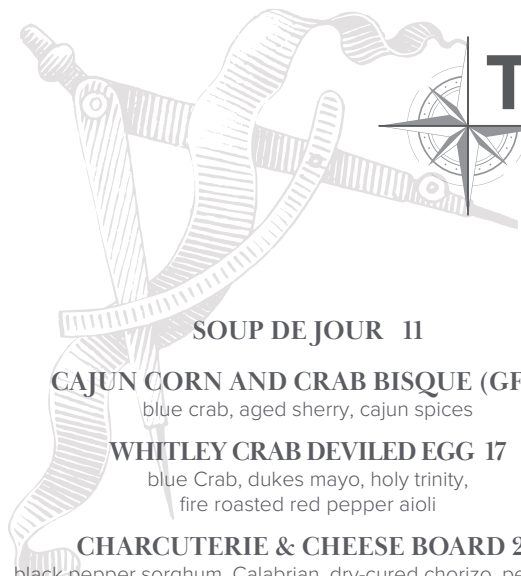 T
SOUP DE JOUR 11
CAJUN CORN AND CRAB BISQUE (GF
blue crab, aged sherry, cajun spices
WHITLEY CRAB DEVILED EGG 17
blue Crab, dukes mayo, holy trinity,
fire roasted red pepper aioli
CHARCUTERIE & CHEESE BOARD 2
black pepper sorghum, Calabrian, dry-cured chorizo, pe